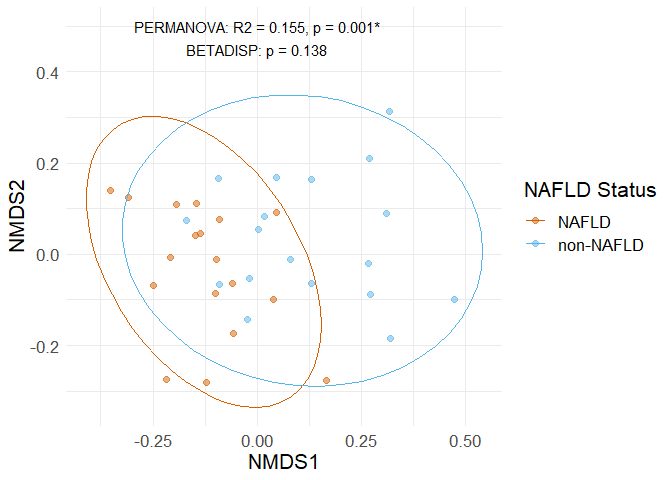 PERMANOVA: R2 = 0.155, p = 0.001*
BETADISP: p = 0.138
0.4
0.2
0.0
-0.2
NMDS2
-0.25 0.00 0.25 0.50
NMDS1
NAFLD Status
NAFLD
non-NAFLD